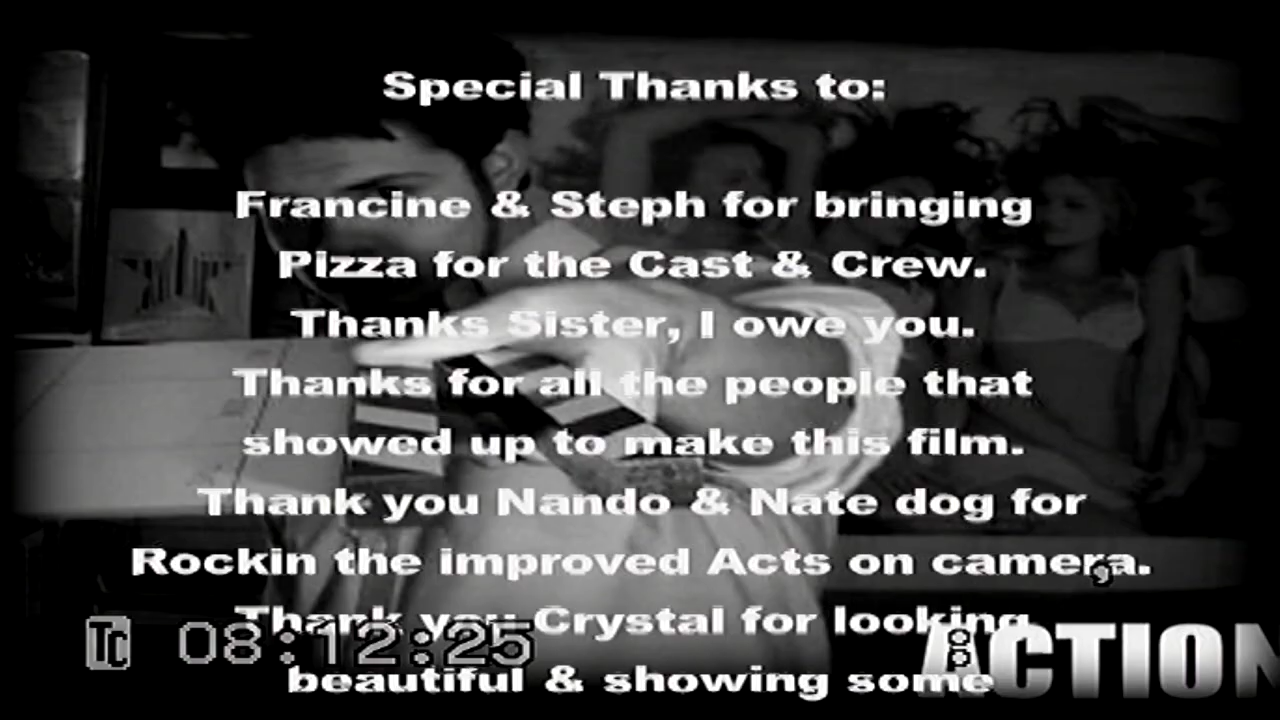 Special Thanks to:
Francine & Steph for bringing
Pizza for the Cast & Crew.
Thanks Sister, I owe you.
Thanks for all the people that
showed up to make this film.
Thank you Nando & Nate dog for
Rockin the improved Acts on camera.
Thank you Crystal for looking
TC 08:12:25
ACTION
beautiful & showing some